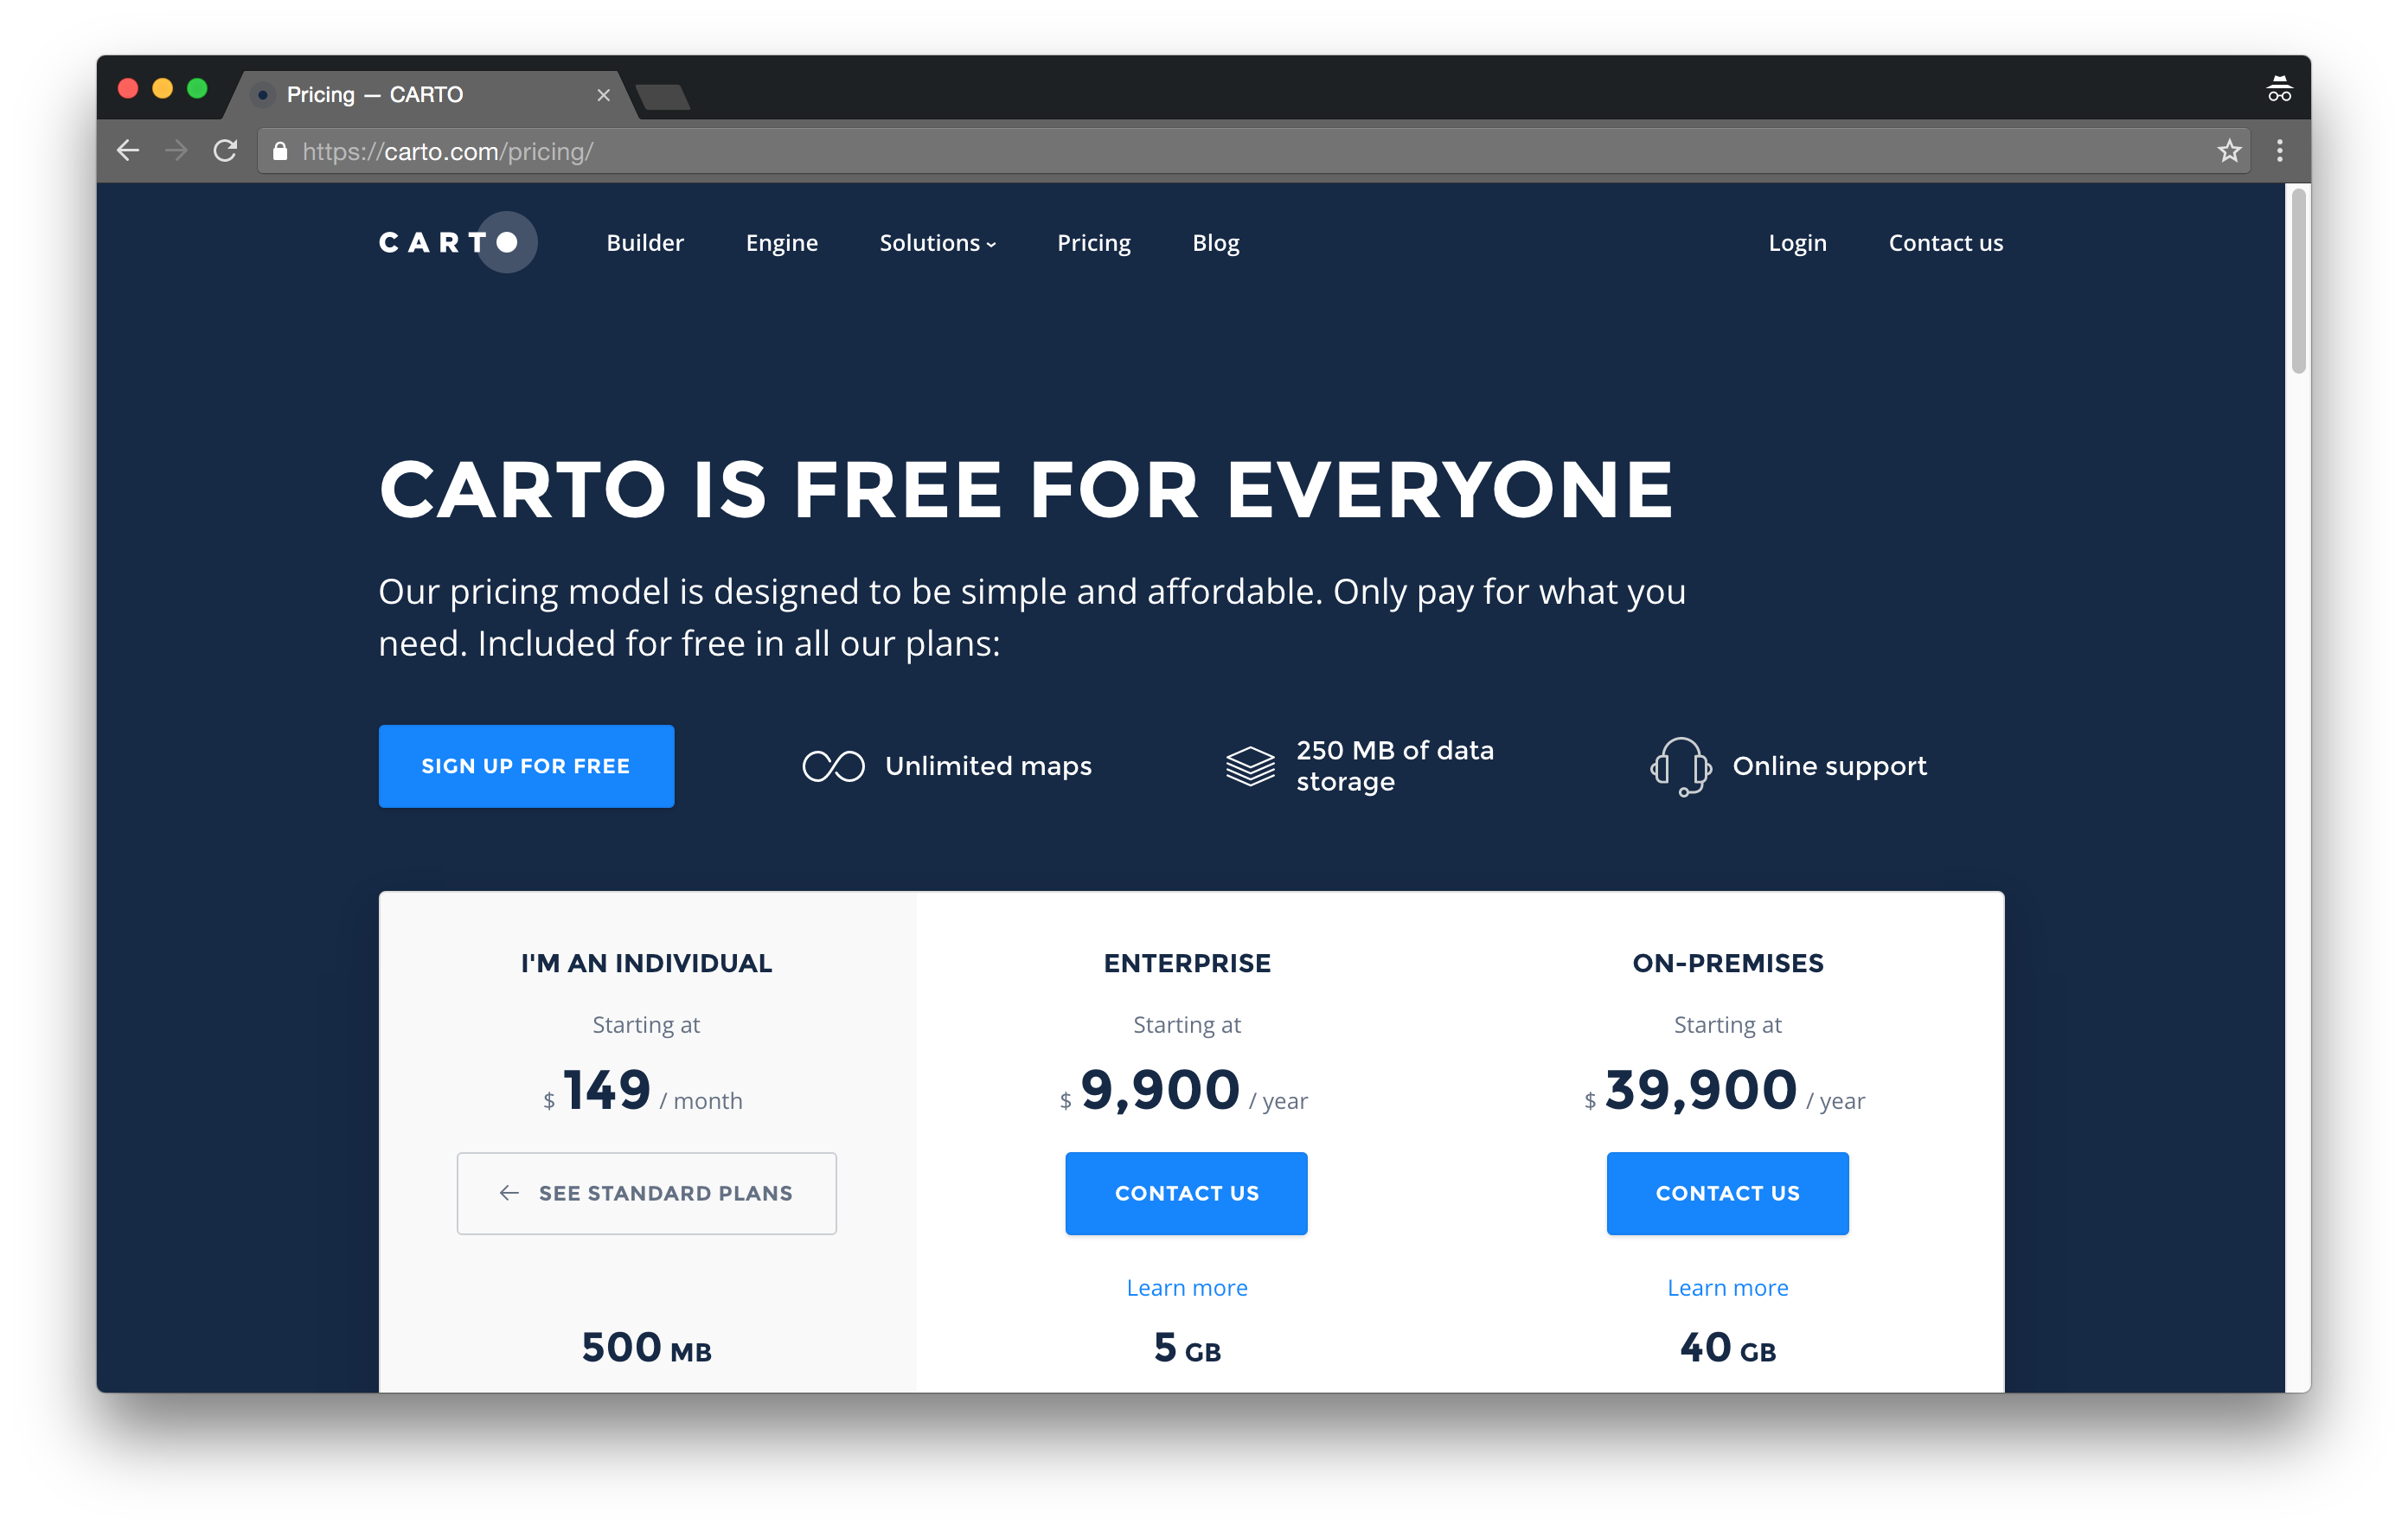 Pricing — CARTO
https://carto.com/pricing/
CARTO Builder Engine Solutions Pricing Blog Login Contact us
CARTO IS FREE FOR EVERYONE
Our pricing model is designed to be simple and affordable. Only pay for what you
need. Included for free in all our plans:
SIGN UP FOR FREE
Unlimited maps
250 MB of data
storage
Online support
I'M AN INDIVIDUAL
Starting at
$ 149 / month
SEE STANDARD PLANS
500 MB
ENTERPRISE
Starting at
$ 9,900 / year
CONTACT US
Learn more
5 GB
ON-PREMISES
Starting at
$ 39,900 / year
CONTACT US
Learn more
40 GB